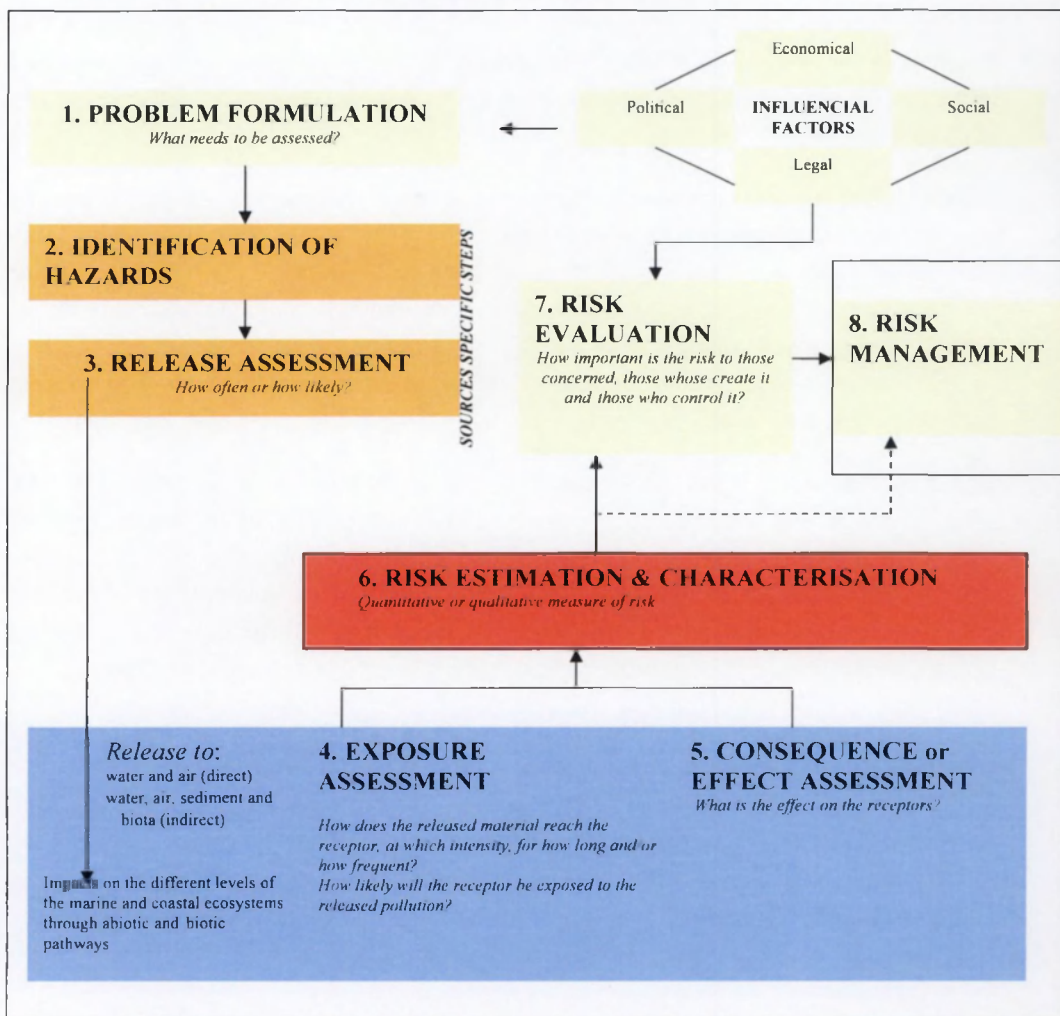 Economical
Political
INFLUENCIAL
FACTORS
Social
Legal
1. PROBLEM FORMULATION
What needs to be assessed?
2. IDENTIFICATION OF
HAZARDS
3. RELEASE ASSESSMENT
How often or how likely?
SOURCES SPECIFIC STEPS
7. RISK
EVALUATION
How important is the risk to those
concerned, those whose create it
and those who control it?
8. RISK
MANAGEMENT
6. RISK ESTIMATION & CHARACTERISATION
Quantitative or qualitative measure of risk
Release to:
water and air (direct)
water, air, sediment and
biota (indirect)
Impacts on the different levels of
the marine and coastal ecosystems
through abiotic and biotic
pathways
4. EXPOSURE
ASSESSMENT
How does the released material reach the
receptor, at which intensity, for how long and/or
how frequent?
How likely will the receptor be exposed to the
released pollution?
5. CONSEQUENCE or
EFFECT ASSESSMENT
What is the effect on the receptors?